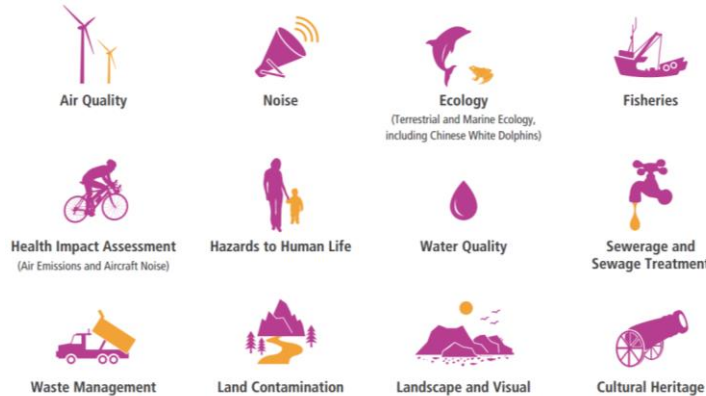 Air Quality
Noise
Ecology
(Terrestrial and Marine Ecology,
including Chinese White Dolphins)
Fisheries
Health Impact Assessment
(Air Emissions and Aircraft Noise)
Hazards to Human Life
Water Quality
Sewerage and
Sewage Treatment
Waste Management
Land Contamination
Landscape and Visual
Cultural Heritage